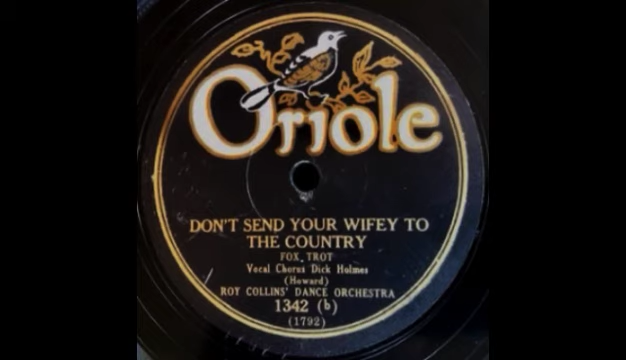 Oriole
DON'T SEND YOUR WIFEY TO
THE COUNTRY
FOX TROT
Vocal Chorus Dick Holmes
(Howard)
ROY COLLINS' DANCE ORCHESTRA
1342 (b)
(1792)